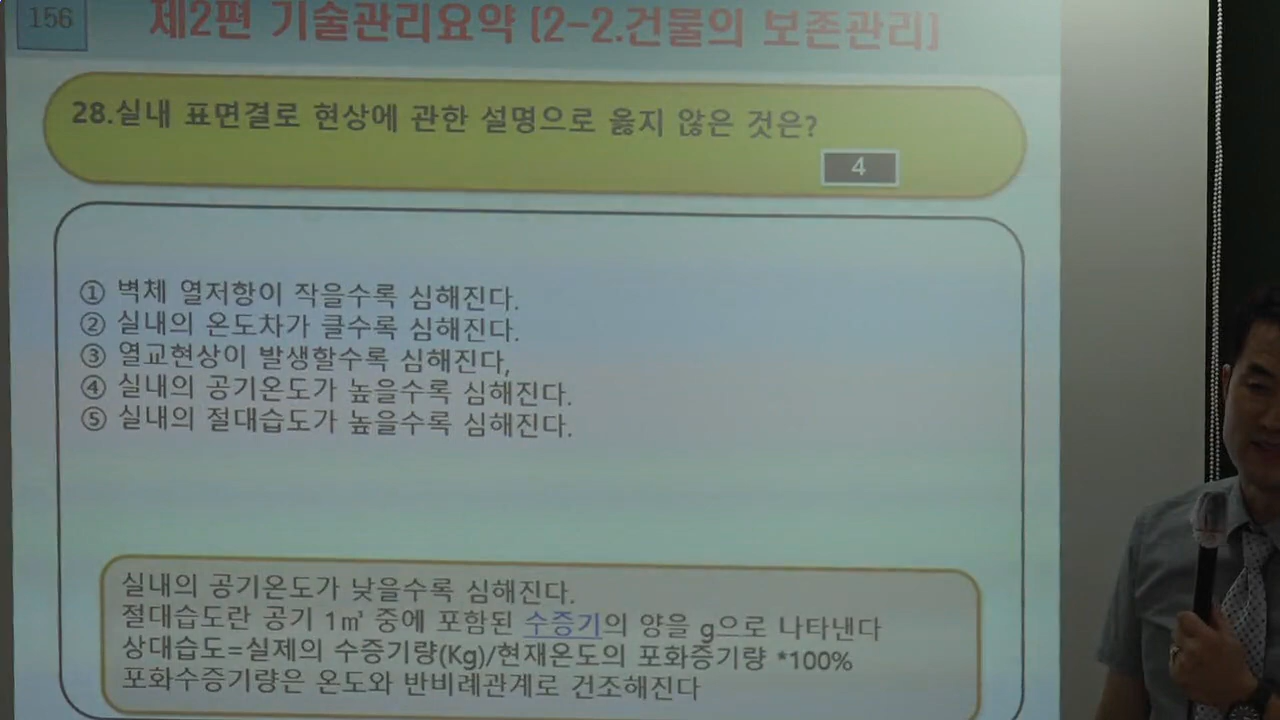 156
제2편 기술관리요약 [2-2.건물의 보존관리]
28.실내 표면결로 현상에 관한 설명으로 옳지 않은 것은?
4
① 벽체 열저항이 작을수록 심해진다.
② 실내의 온도차가 클수록 심해진다.
③ 열교현상이 발생할수록 심해진다,
④ 실내의 공기온도가 높을수록 심해진다.
⑤ 실내의 절대습도가 높을수록 심해진다.
실내의 공기온도가 낮을수록 심해진다.
절대습도란 공기 1㎥ 중에 포함된 수증기의 양을 g으로 나타낸다
상대습도=실제의 수증기량(Kg)/현재온도의 포화증기량 *100%
포화수증기량은 온도와 반비례관계로 건조해진다